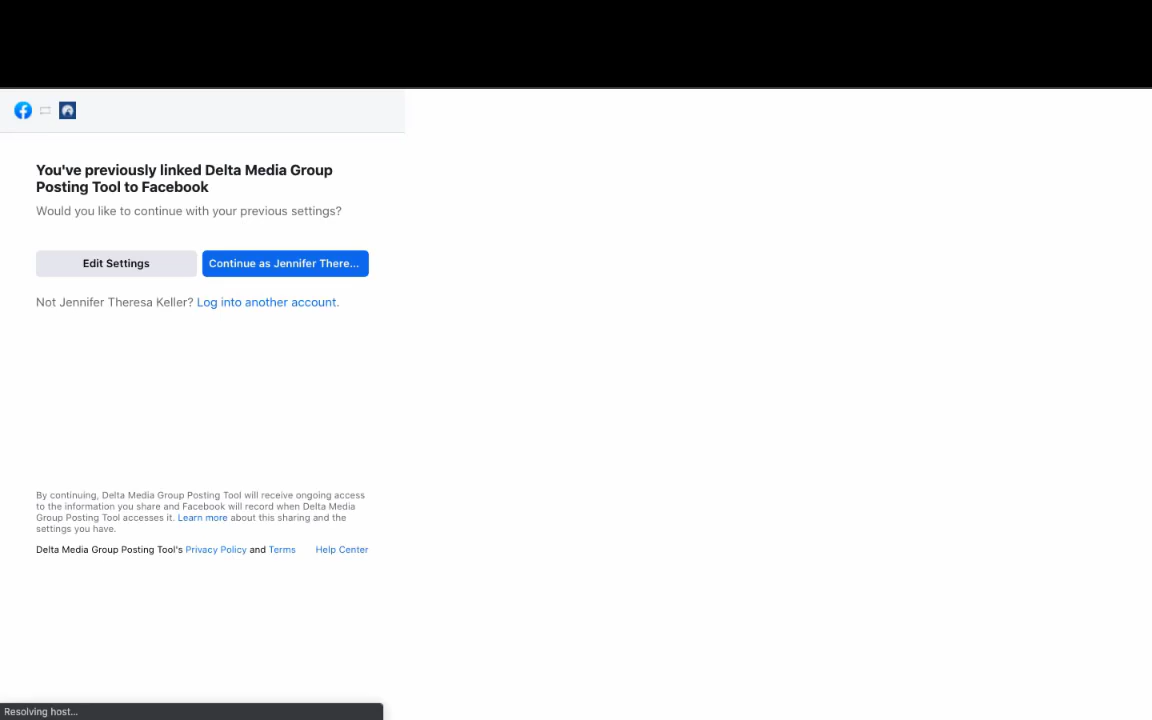 You've previously linked Delta Media Group
Posting Tool to Facebook
Would you like to continue with your previous settings?
Edit Settings
Continue as Jennifer There...
Not Jennifer Theresa Keller? Log into another account.
By continuing, Delta Media Group Posting Tool will receive ongoing access
to the information you share and Facebook will record when Delta Media
Group Posting Tool accesses it. Learn more about this sharing and the
settings you have.
Delta Media Group Posting Tool's Privacy Policy and Terms
Help Center
Resolving host...